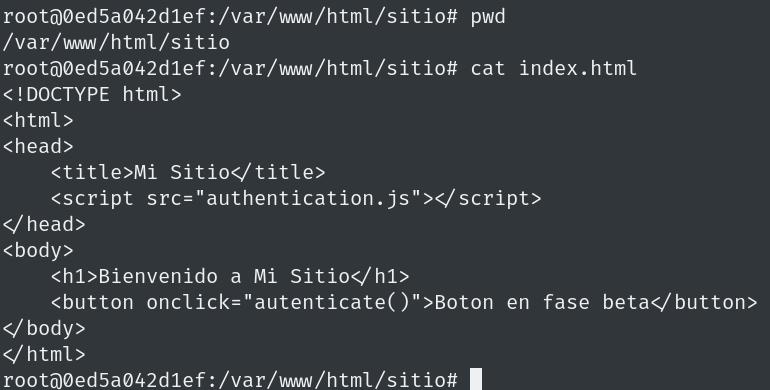 root@0ed5a042d1ef:/var/www/html/sitio# pwd
/var/www/html/sitio
root@0ed5a042d1ef:/var/www/html/sitio# cat index.html
<!DOCTYPE html>
<html>
<head>
    <title>Mi Sitio</title>
    <script src="authentication.js"></script>
</head>
<body>
    <h1>Bienvenido a Mi Sitio</h1>
    <button onclick="autenticate()">Boton en fase beta</button>
</body>
</html>
root@0ed5a042d1ef:/var/www/html/sitio#